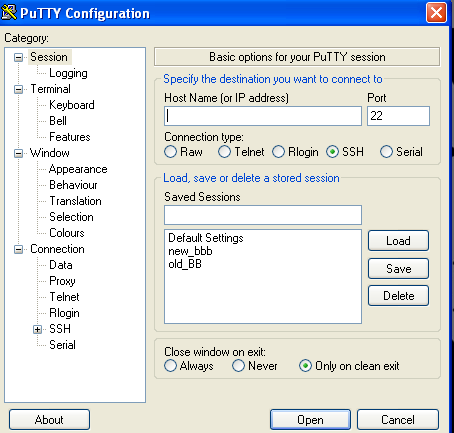 PuTTY Configuration
Category:
Session
Logging
Terminal
Keyboard
Bell
Features
Window
Appearance
Behaviour
Translation
Selection
Colours
Connection
Data
Proxy
Telnet
Rlogin
SSH
Serial
Basic options for your PuTTY session
Specify the destination you want to connect to
Host Name (or IP address) Port
22
Connection type:
Raw Telnet Rlogin SSH Serial
Load, save or delete a stored session
Saved Sessions
Default Settings
new_bbb
old_BB
Load
Save
Delete
Close window on exit:
Always Never Only on clean exit
About Open Cancel